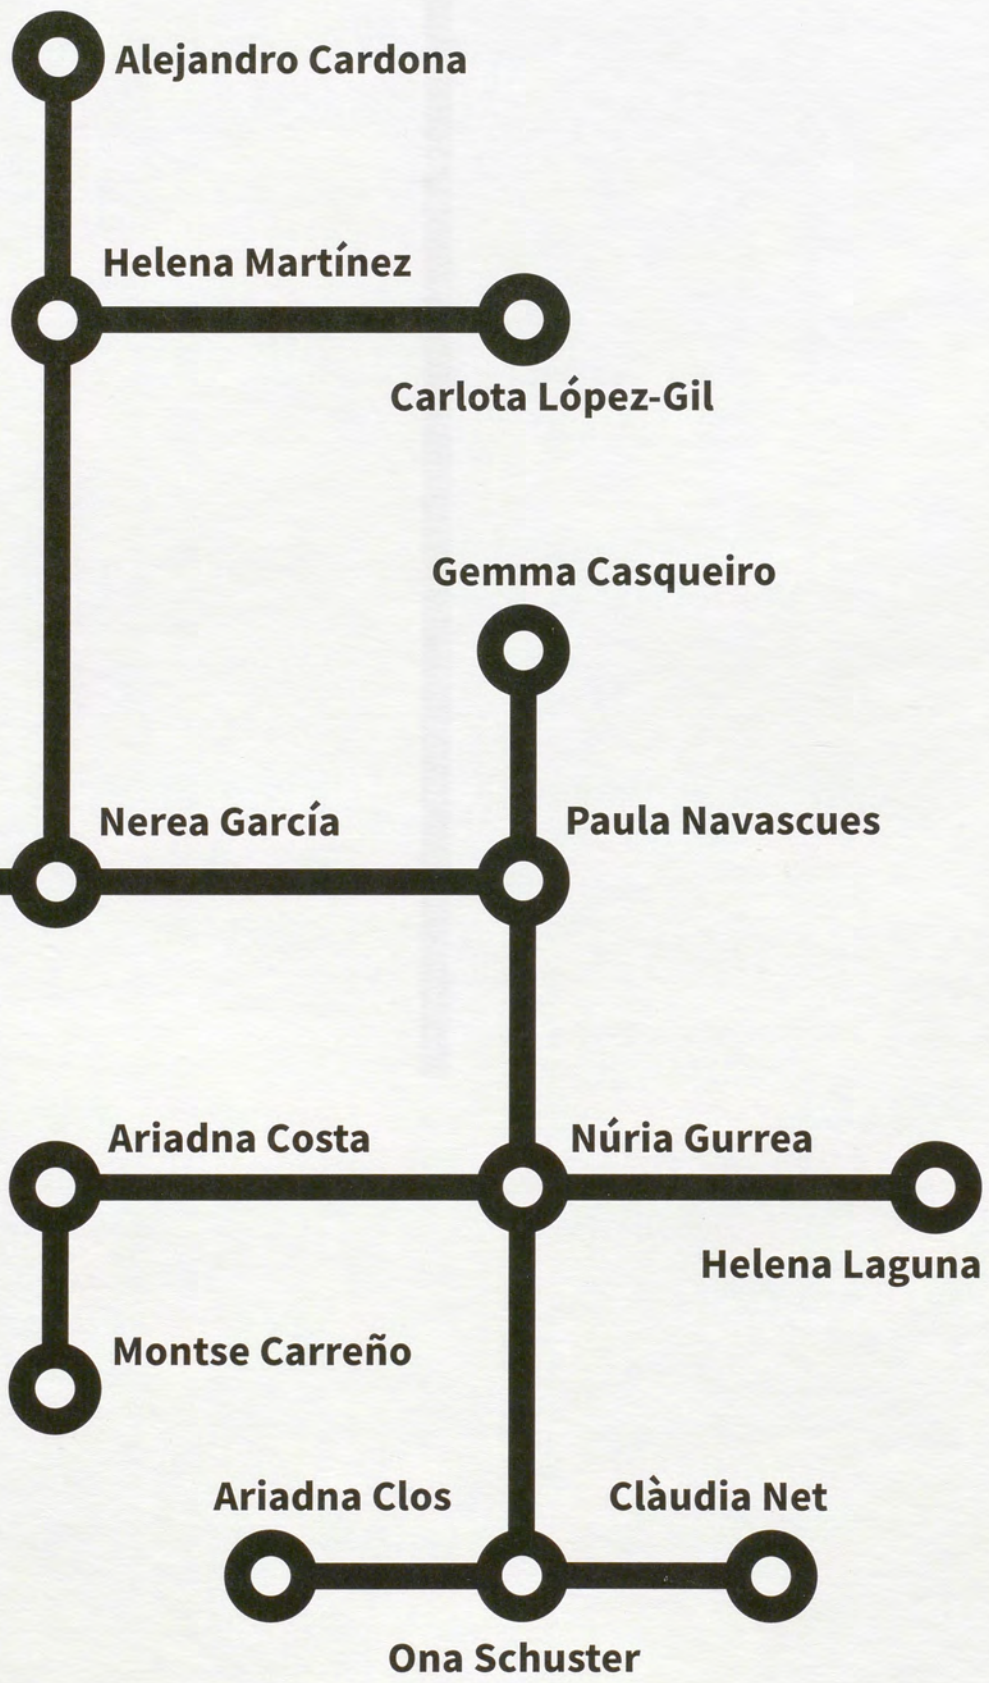 Alejandro Cardona
Helena Martínez
Carlota López-Gil
Gemma Casqueiro
Nerea García
Paula Navascues
Ariadna Costa
Núria Gurrea
Helena Laguna
Montse Carreño
Ariadna Clos
Clàudia Net
Ona Schuster